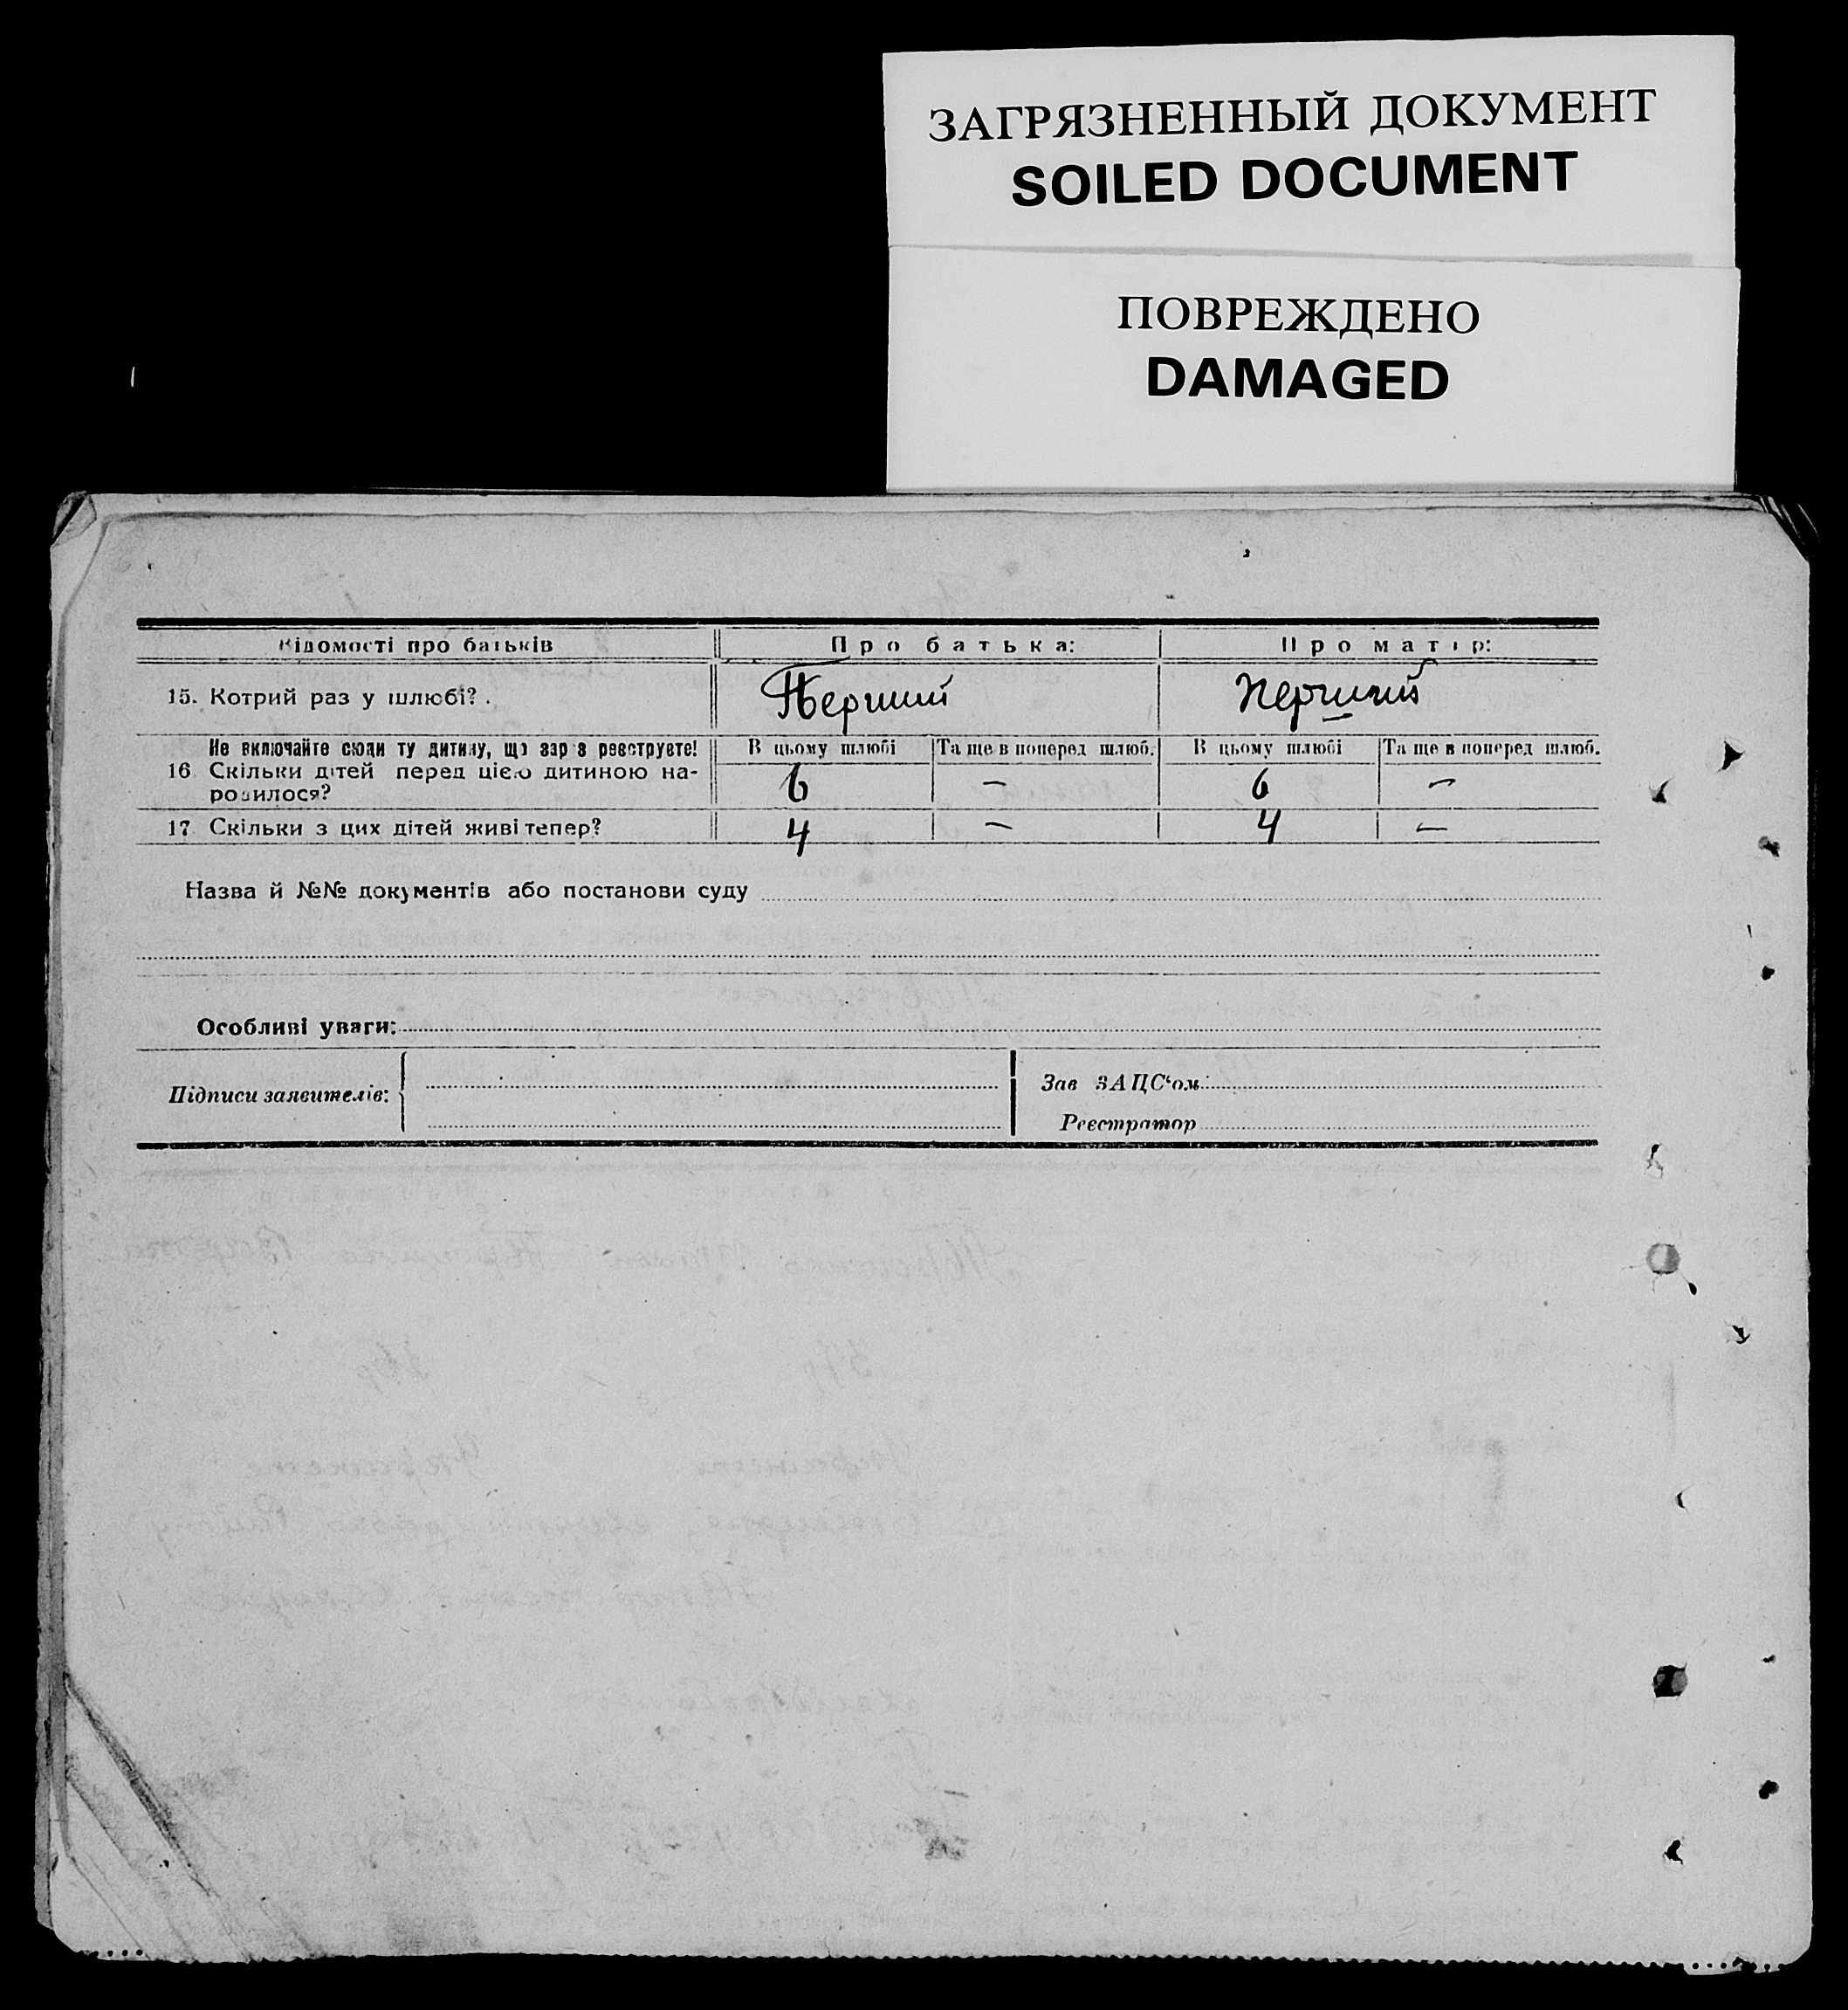 ЗАГРЯЗНЕННЫЙ ДОКУМЕНТ
SOILED DOCUMENT
ПОВРЕЖДЕНО
DAMAGED
Відомості про батьків Про батька: Про матір:
15. Котрий раз у шлюбі? . Перший перший
Не включайте сюди ту дитину, що зараз реєструєте! В цьому шлюбі Та ще в поперед шлюб. В цьому шлюбі Та ще в поперед шлюб.
16 Скільки дітей перед цією дитиною на-
родилося? 6 — 6 —
17 Скільки з цих дітей живі тепер? 4 — 4 —
Назва й №№ документів або постанови суду
Особливі уваги:
Підписи заявителів: Зав ЗАЦС'ом
Реєстратор